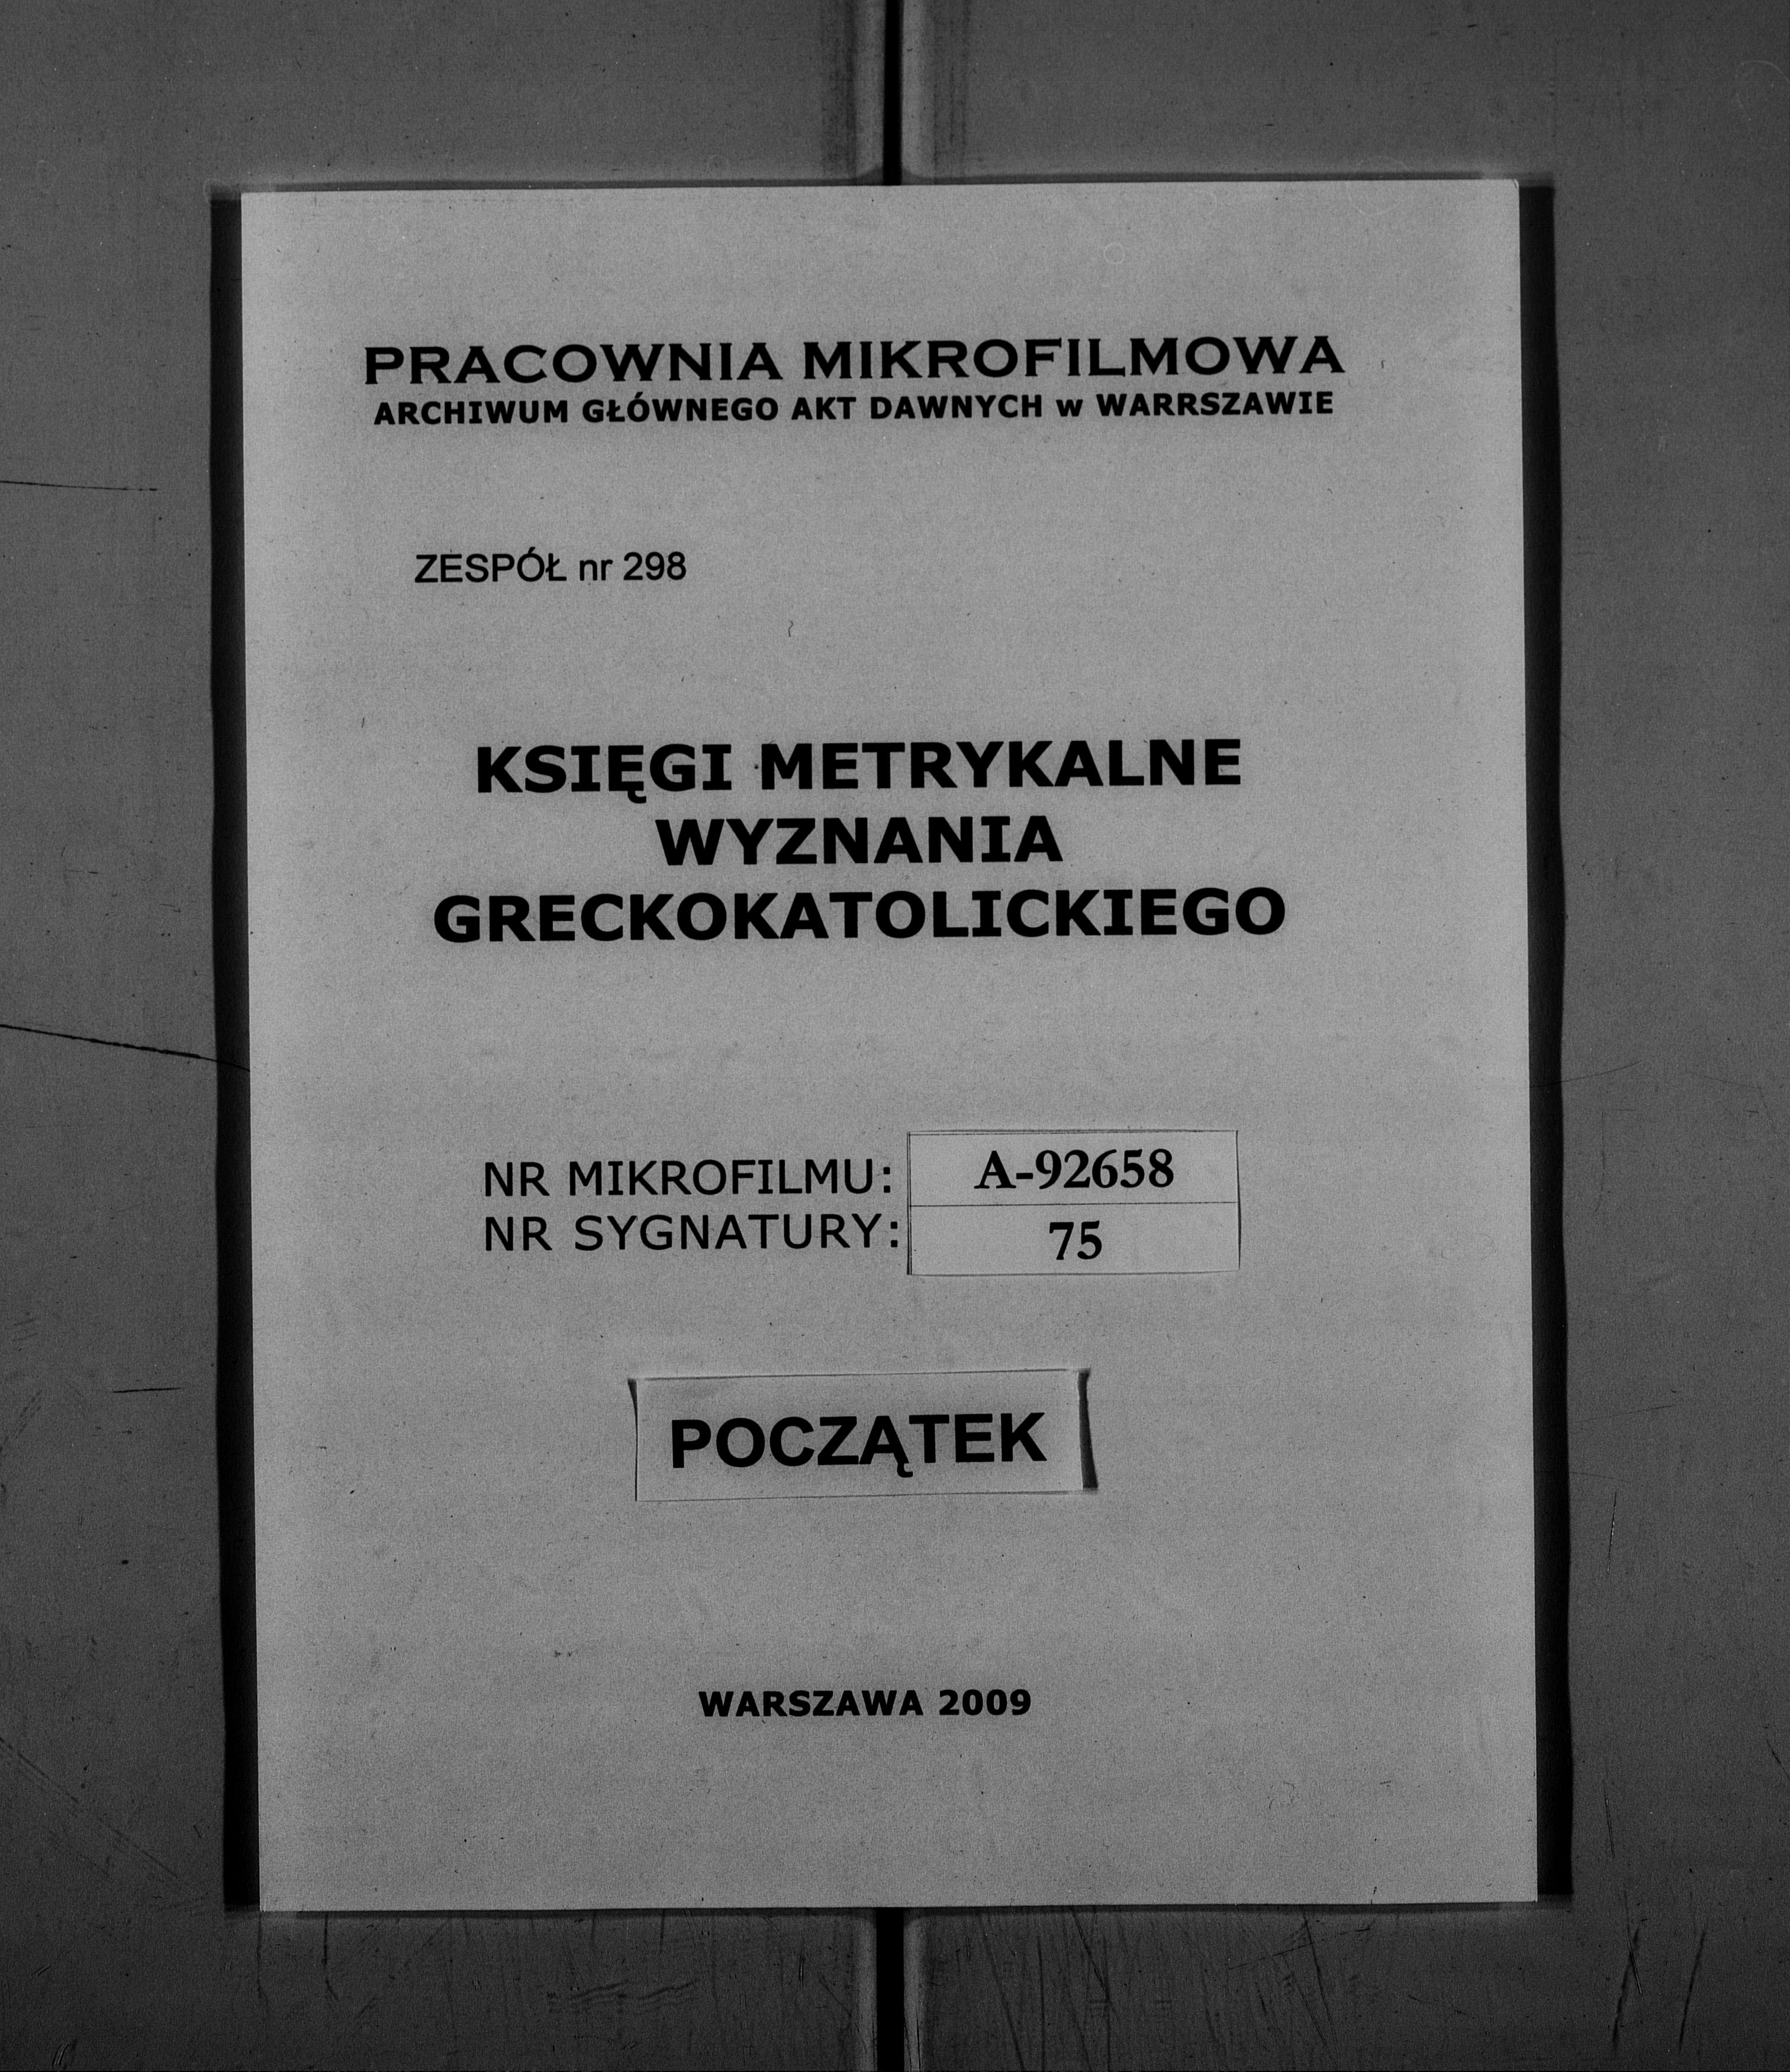 PRACOWNIA MIKROFILMOWA
ARCHIWUM GŁÓWNEGO AKT DAWNYCH w WARRSZAWIE
ZESPÓŁ nr 298
KSIĘGI METRYKALNE
WYZNANIA
GRECKOKATOLICKIEGO
NR MIKROFILMU: A-92658
NR SYGNATURY: 75
POCZĄTEK
WARSZAWA 2009